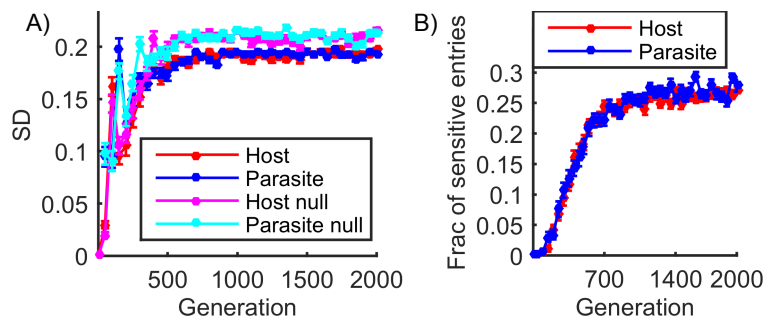 A)
SD
0.2
0.15
0.1
0.05
0
500
1000
1500
2000
Generation
Host
Parasite
Host null
Parasite null
B)
Frac of sensitive entries
0.3
0.25
0.2
0.15
0.1
0.05
0
700
1400
2000
Generation
Host
Parasite